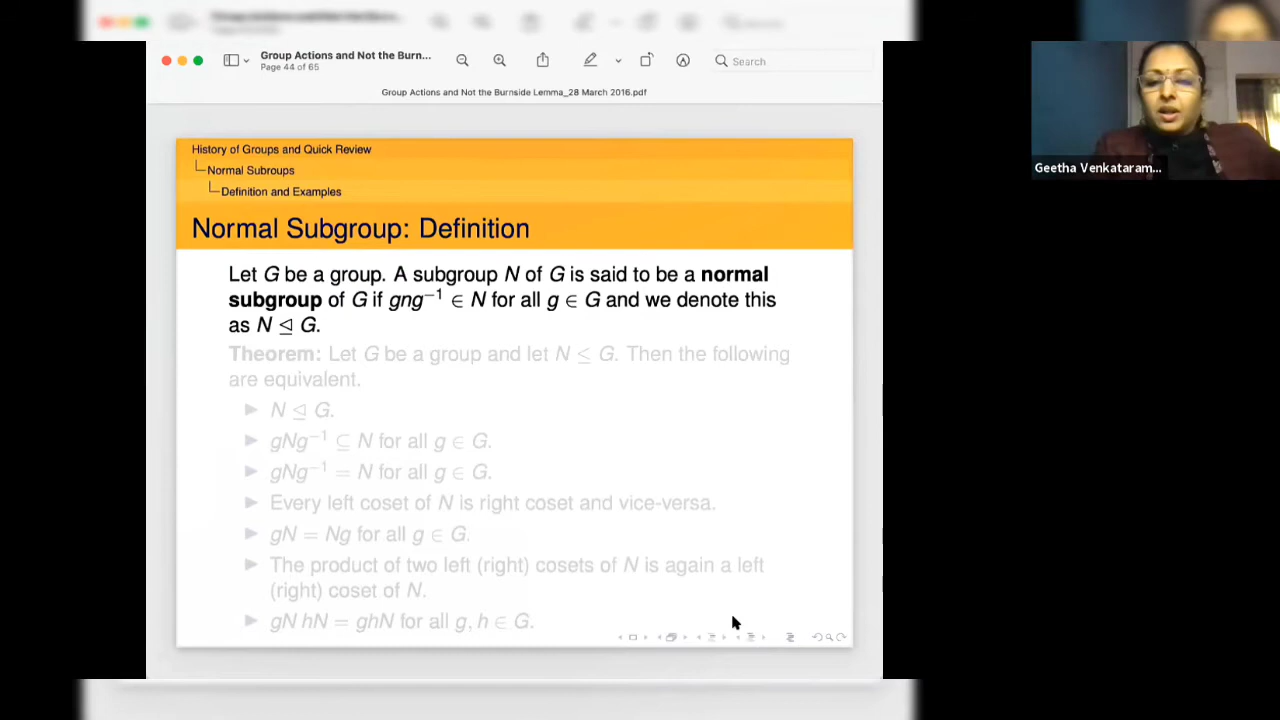 Group Actions and Not the Burn...
Page 44 of 65
Search
Group Actions and Not the Burnside Lemma_28 March 2016.pdf
Geetha Venkataram...
History of Groups and Quick Review
Normal Subroups
Definition and Examples
Normal Subgroup: Definition
Let G be a group. A subgroup N of G is said to be a normal
subgroup of G if gng⁻¹ ∈ N for all g ∈ G and we denote this
as N ⊴ G.
Theorem: Let G be a group and let N ≤ G. Then the following
are equivalent.
▶ N ⊴ G.
▶ gNg⁻¹ ⊆ N for all g ∈ G.
▶ gNg⁻¹ = N for all g ∈ G.
▶ Every left coset of N is right coset and vice-versa.
▶ gN = Ng for all g ∈ G.
▶ The product of two left (right) cosets of N is again a left
(right) coset of N.
▶ gN hN = ghN for all g, h ∈ G.